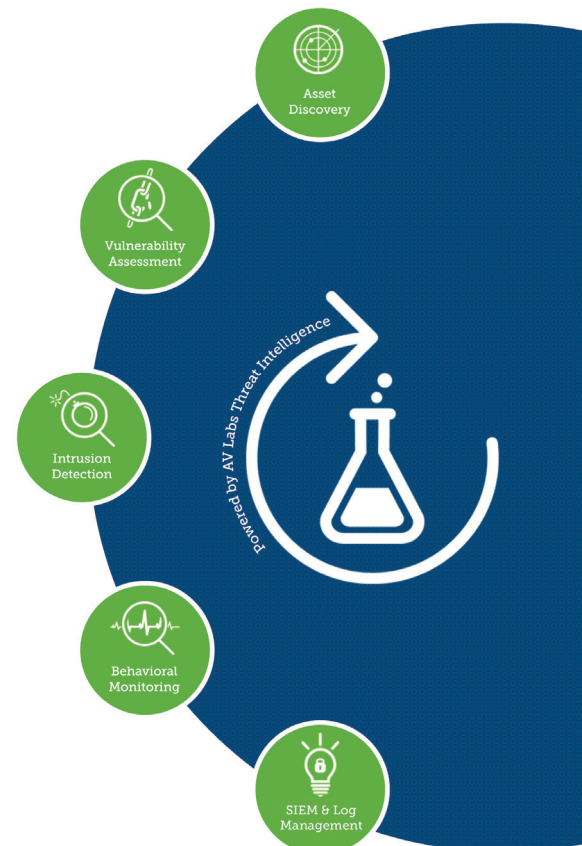 Asset
Discovery
Vulnerability
Assessment
Powered by AV Labs Threat Intelligence
Intrusion
Detection
Behavioral
Monitoring
SIEM & Log
Management